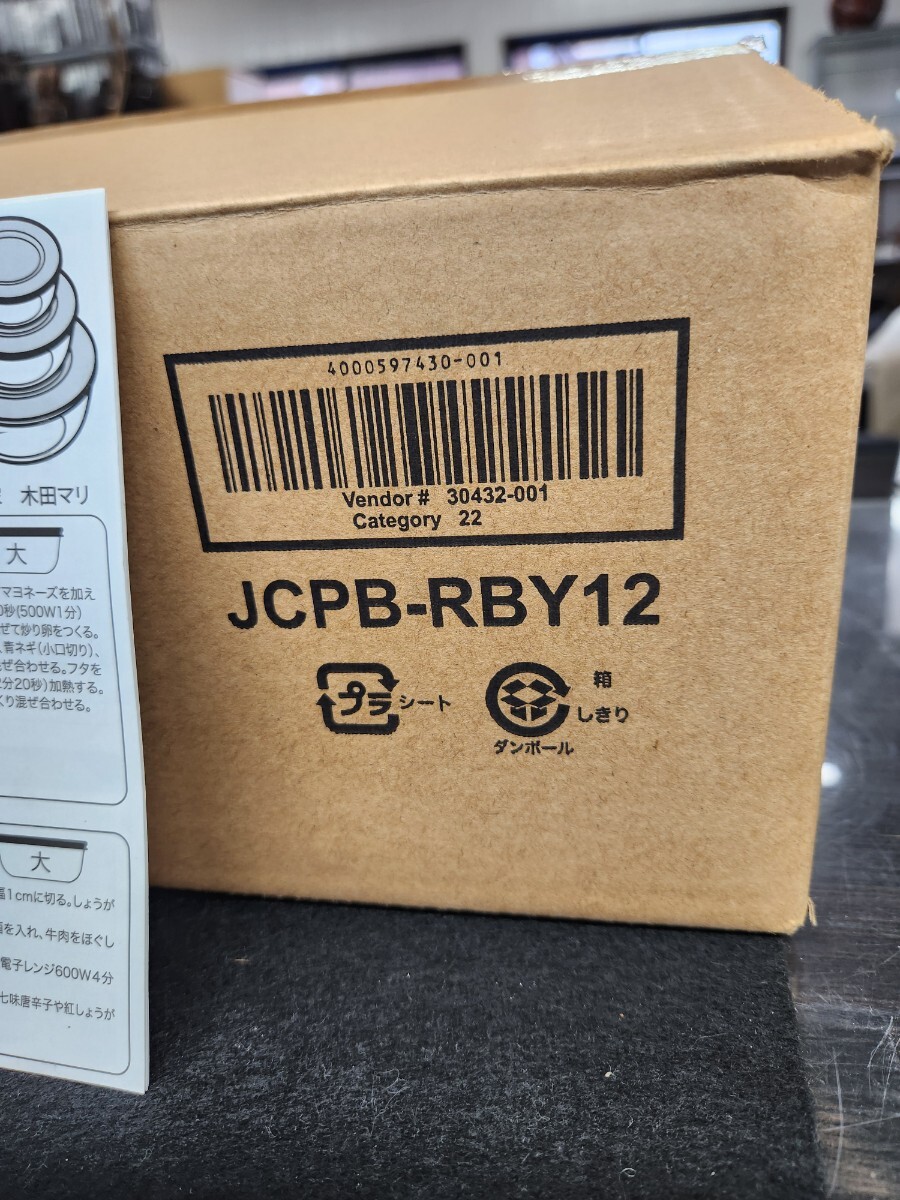 木田マリ
大
マヨネーズを加え
0秒(500W1分)
ぜて炒り卵をつくる。
、青ネギ(小口切り)、
ぜ合わせる。フタを
分20秒)加熱する。
くり混ぜ合わせる。
大
幅1cmに切る。しょうが
を入れ、牛肉をほぐし
電子レンジ600W4分
七味唐辛子や紅しょうが
4000597430-001
Vendor # 30432-001
Category 22
JCPB-RBY12
プラ シート
箱
しきり
ダンボール